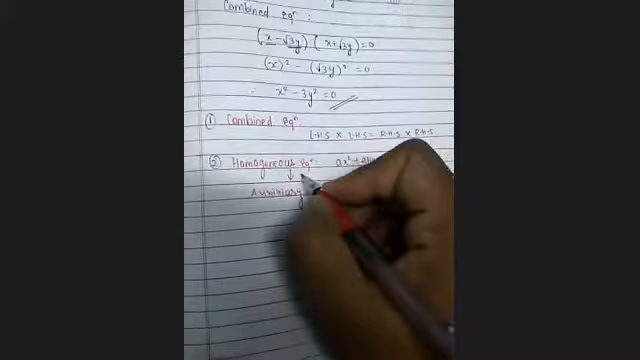 Combined Eqⁿ :
(x - √3y) (x + √3y) = 0
(x)² - (√3y)² = 0
x² - 3y² = 0
① Combined Eqⁿ.
L.H.S × L.H.S = R.H.S × R.H.S
② Homogeneous Eqⁿ ax² +
Auxiliary